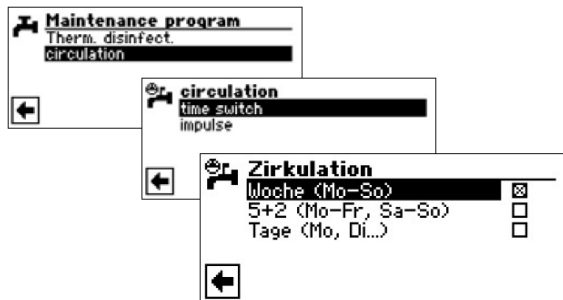 Maintenance program
Therm. disinfect.
circulation
circulation
time switch
impulse
Zirkulation
Woche (Mo-So)
5+2 (Mo-Fr, Sa-So)
Tage (Mo, Di...)